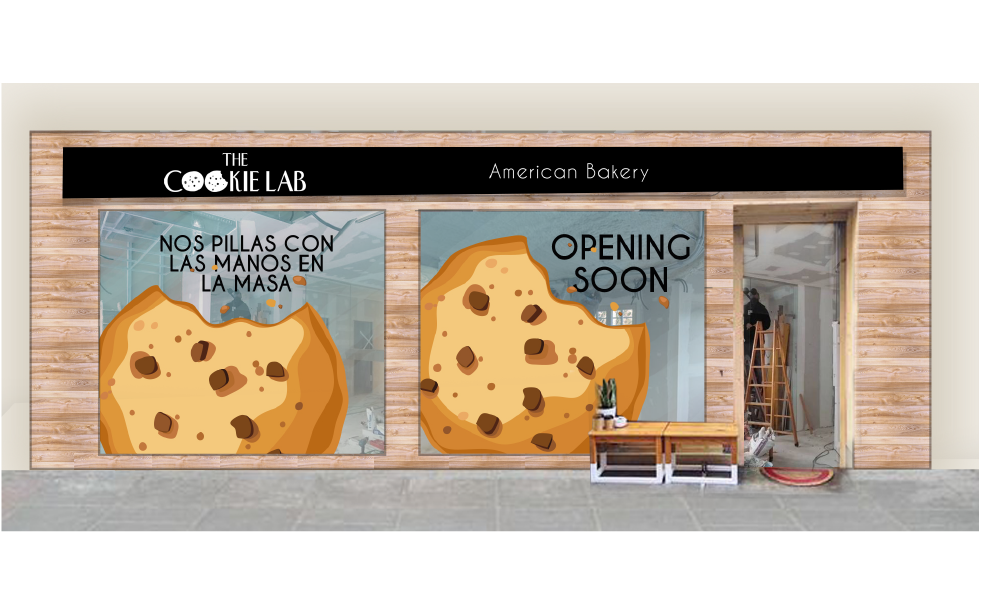 THE
COOKIE LAB
American Bakery
NOS PILLAS CON
LAS MANOS EN
LA MASA
OPENING
SOON